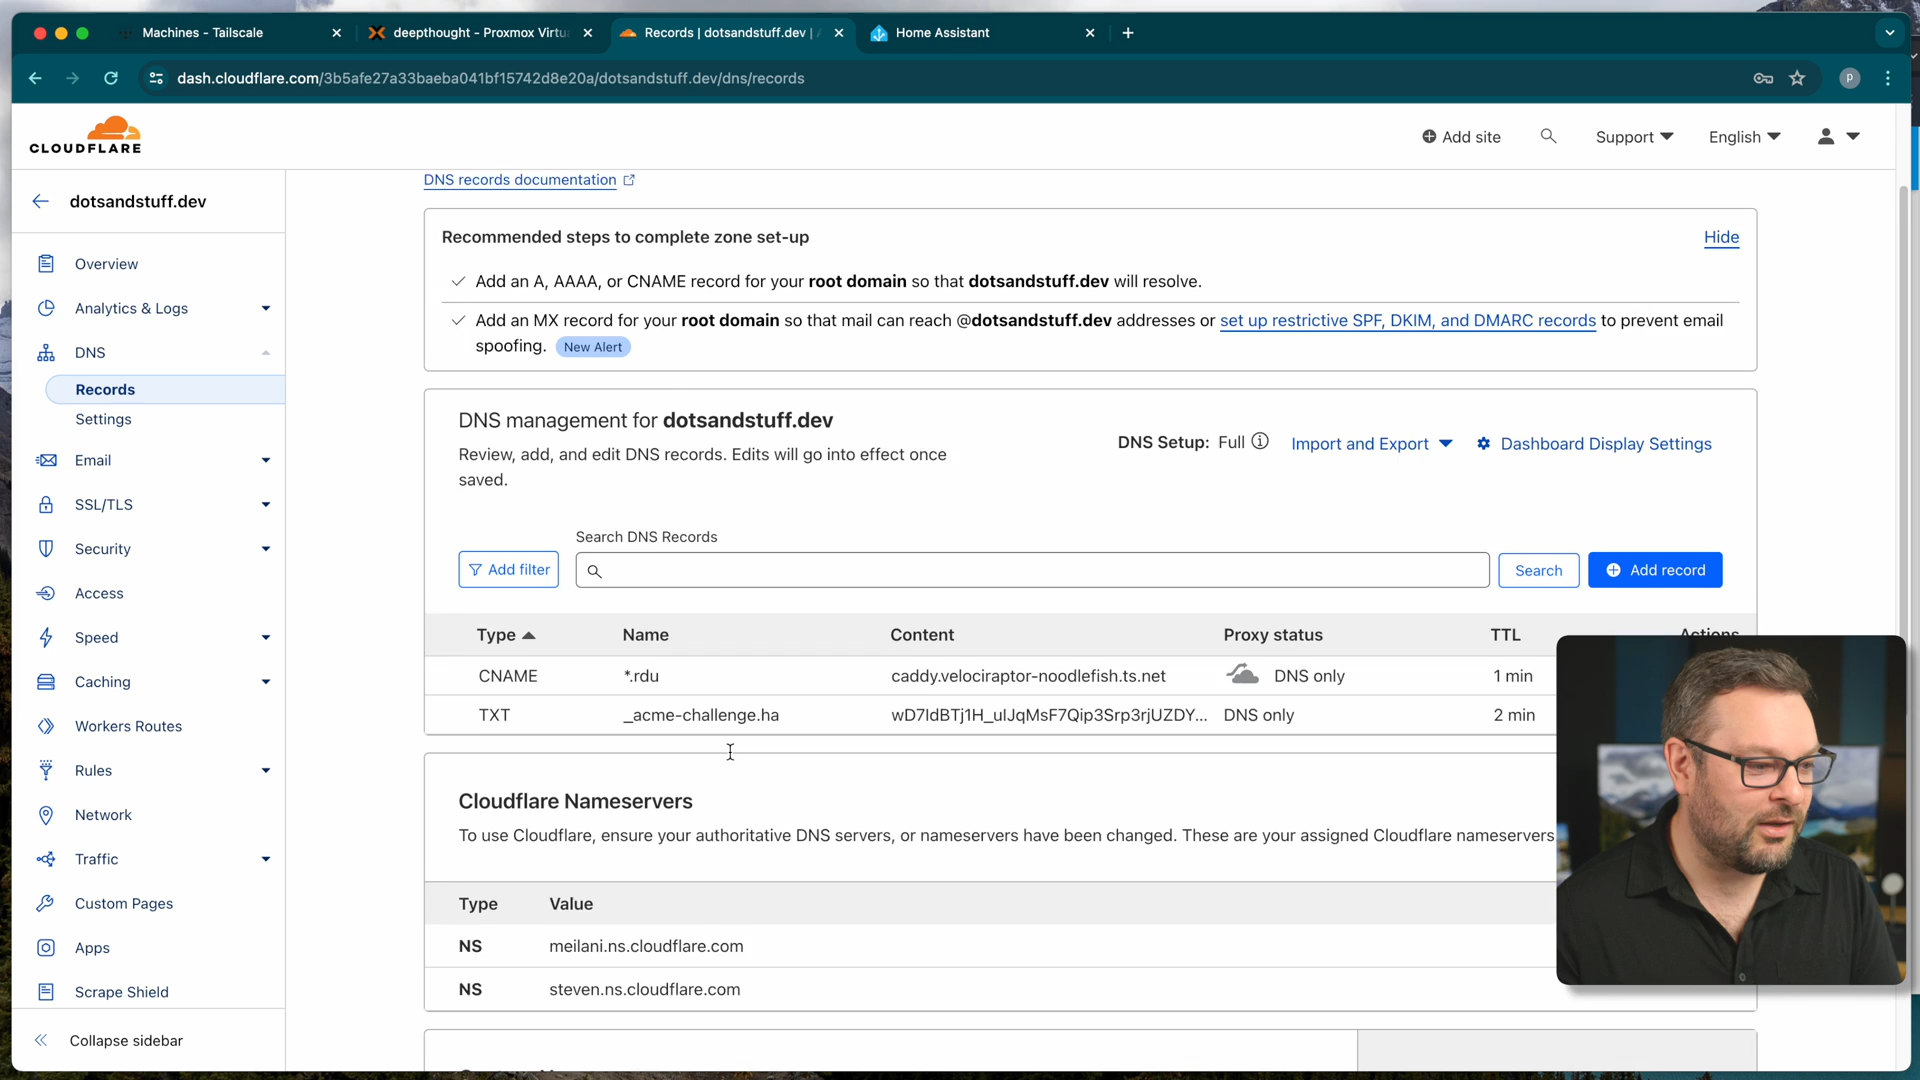 Machines - Tailscale
deepthought - Proxmox Virtu
Records | dotsandstuff.dev |
Home Assistant
dash.cloudflare.com/3b5afe27a33baeba041bf15742d8e20a/dotsandstuff.dev/dns/records
P
CLOUDFLARE
Add site
Support
English
dotsandstuff.dev
Overview
Analytics & Logs
DNS
Records
Settings
Email
SSL/TLS
Security
Access
Speed
Caching
Workers Routes
Rules
Network
Traffic
Custom Pages
Apps
Scrape Shield
Collapse sidebar
DNS records documentation
Recommended steps to complete zone set-up
Hide
Add an A, AAAA, or CNAME record for your root domain so that dotsandstuff.dev will resolve.
Add an MX record for your root domain so that mail can reach @dotsandstuff.dev addresses or set up restrictive SPF, DKIM, and DMARC records to prevent email
spoofing. New Alert
DNS management for dotsandstuff.dev
Review, add, and edit DNS records. Edits will go into effect once
saved.
DNS Setup: Full
Import and Export
Dashboard Display Settings
Search DNS Records
Add filter
Search
Add record
Type Name Content Proxy status TTL Actions
CNAME *.rdu caddy.velociraptor-noodlefish.ts.net DNS only 1 min
TXT _acme-challenge.ha wD7IdBTj1H_ulJqMsF7Qip3Srp3rjUZDY... DNS only 2 min
Cloudflare Nameservers
To use Cloudflare, ensure your authoritative DNS servers, or nameservers have been changed. These are your assigned Cloudflare nameservers
Type Value
NS meilani.ns.cloudflare.com
NS steven.ns.cloudflare.com